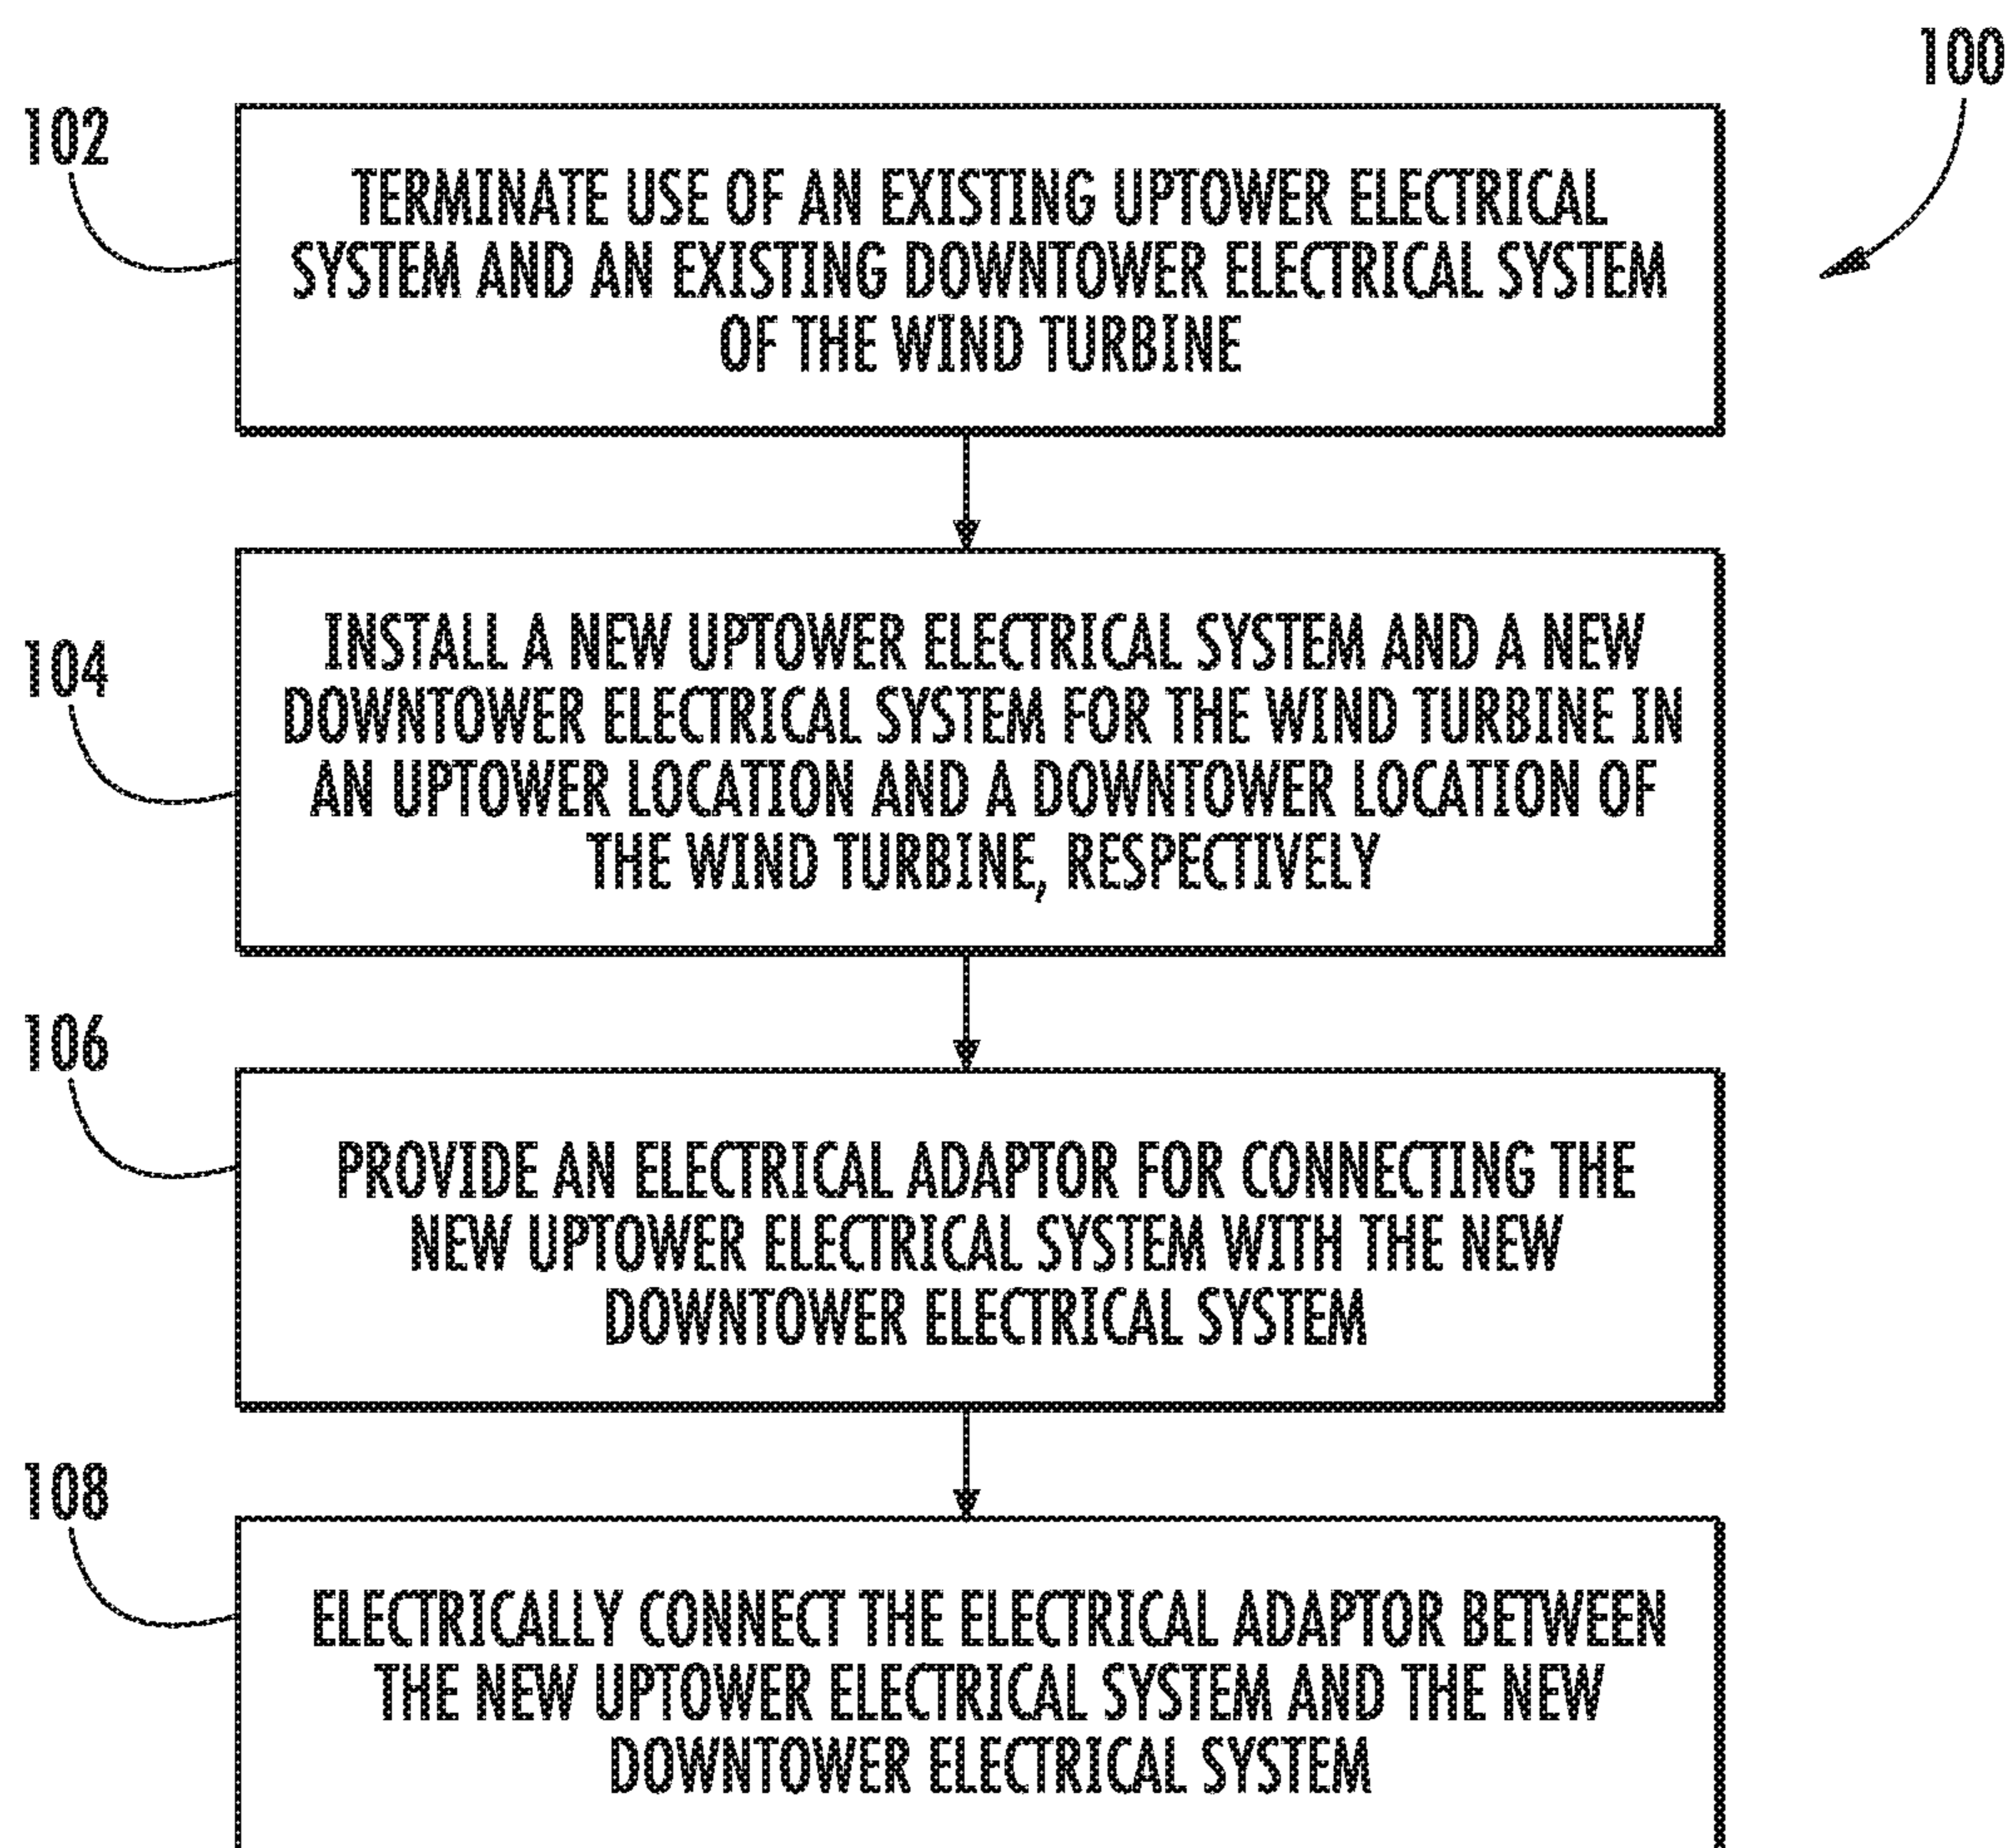 100
102
TERMINATE USE OF AN EXISTING UPTOWER ELECTRICAL
SYSTEM AND AN EXISTING DOWNTOWER ELECTRICAL SYSTEM
OF THE WIND TURBINE
104
INSTALL A NEW UPTOWER ELECTRICAL SYSTEM AND A NEW
DOWNTOWER ELECTRICAL SYSTEM FOR THE WIND TURBINE IN
AN UPTOWER LOCATION AND A DOWNTOWER LOCATION OF
THE WIND TURBINE, RESPECTIVELY
106
PROVIDE AN ELECTRICAL ADAPTOR FOR CONNECTING THE
NEW UPTOWER ELECTRICAL SYSTEM WITH THE NEW
DOWNTOWER ELECTRICAL SYSTEM
108
ELECTRICALLY CONNECT THE ELECTRICAL ADAPTOR BETWEEN
THE NEW UPTOWER ELECTRICAL SYSTEM AND THE NEW
DOWNTOWER ELECTRICAL SYSTEM